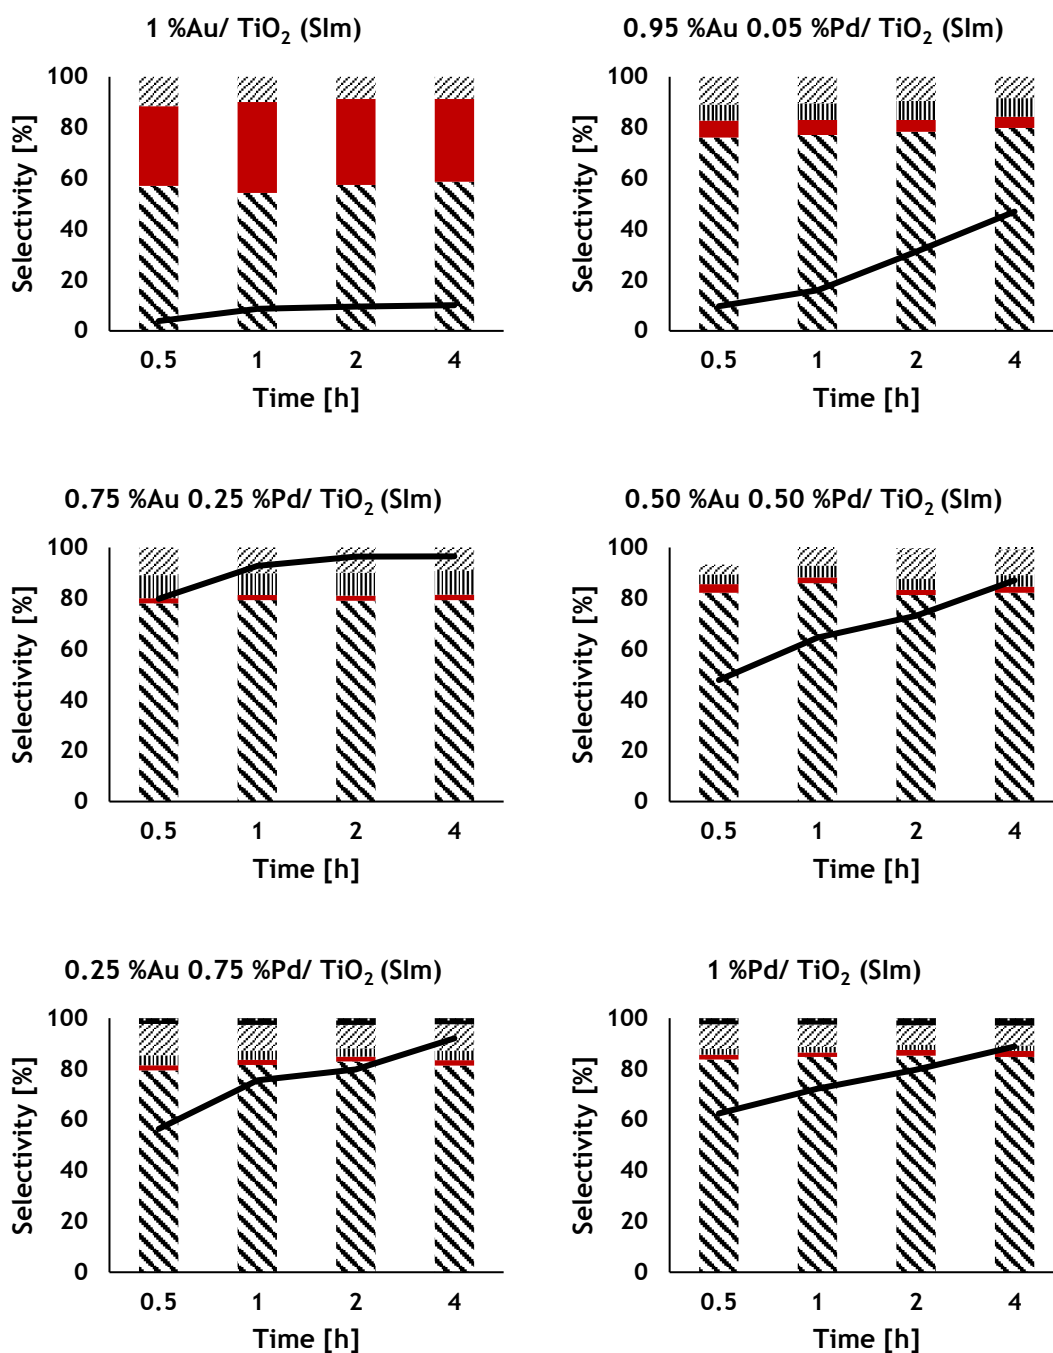 1 %Au/ TiO₂ (SIm)
Selectivity [%]
100
80
60
40
20
0
0.5 1 2 4
Time [h]
0.95 %Au 0.05 %Pd/ TiO₂ (SIm)
Selectivity [%]
100
80
60
40
20
0
0.5 1 2 4
Time [h]
0.75 %Au 0.25 %Pd/ TiO₂ (SIm)
Selectivity [%]
100
80
60
40
20
0
0.5 1 2 4
Time [h]
0.50 %Au 0.50 %Pd/ TiO₂ (SIm)
Selectivity [%]
100
80
60
40
20
0
0.5 1 2 4
Time [h]
0.25 %Au 0.75 %Pd/ TiO₂ (SIm)
Selectivity [%]
100
80
60
40
20
0
0.5 1 2 4
Time [h]
1 %Pd/ TiO₂ (SIm)
Selectivity [%]
100
80
60
40
20
0
0.5 1 2 4
Time [h]